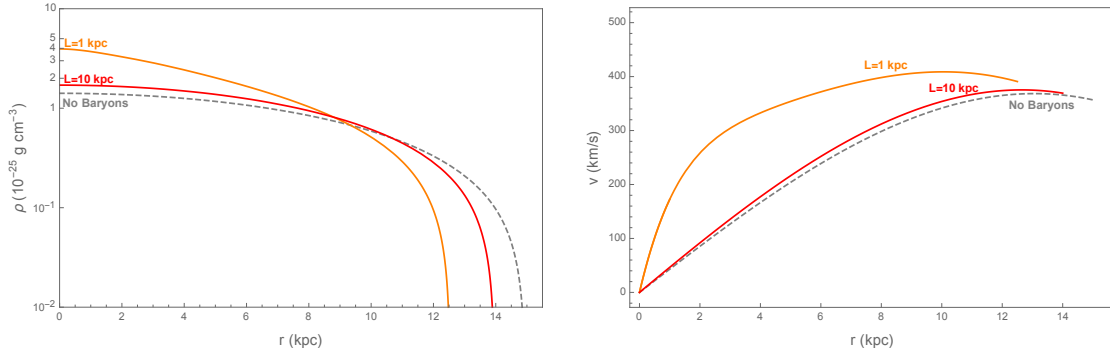 10
5
4
2
1
10⁻¹
10⁻²
L=1 kpc
L=10 kpc
No Baryons
ρ (10⁻²⁵ g cm⁻³)
0 2 4 6 8 10 12 14
r (kpc)
500
400
300
200
100
0
L=1 kpc
L=10 kpc
No Baryons
v (km/s)
0 2 4 6 8 10 12 14
r (kpc)